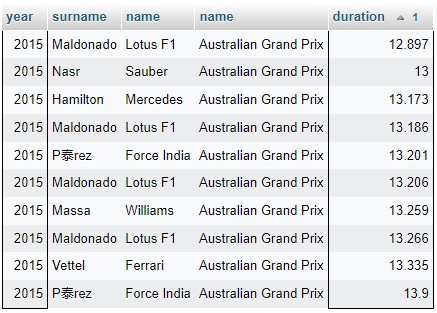 year surname name name duration 1
2015 Maldonado Lotus F1 Australian Grand Prix 12.897
2015 Nasr Sauber Australian Grand Prix 13
2015 Hamilton Mercedes Australian Grand Prix 13.173
2015 Maldonado Lotus F1 Australian Grand Prix 13.186
2015 P泰rez Force India Australian Grand Prix 13.201
2015 Maldonado Lotus F1 Australian Grand Prix 13.206
2015 Massa Williams Australian Grand Prix 13.259
2015 Maldonado Lotus F1 Australian Grand Prix 13.266
2015 Vettel Ferrari Australian Grand Prix 13.335
2015 P泰rez Force India Australian Grand Prix 13.9